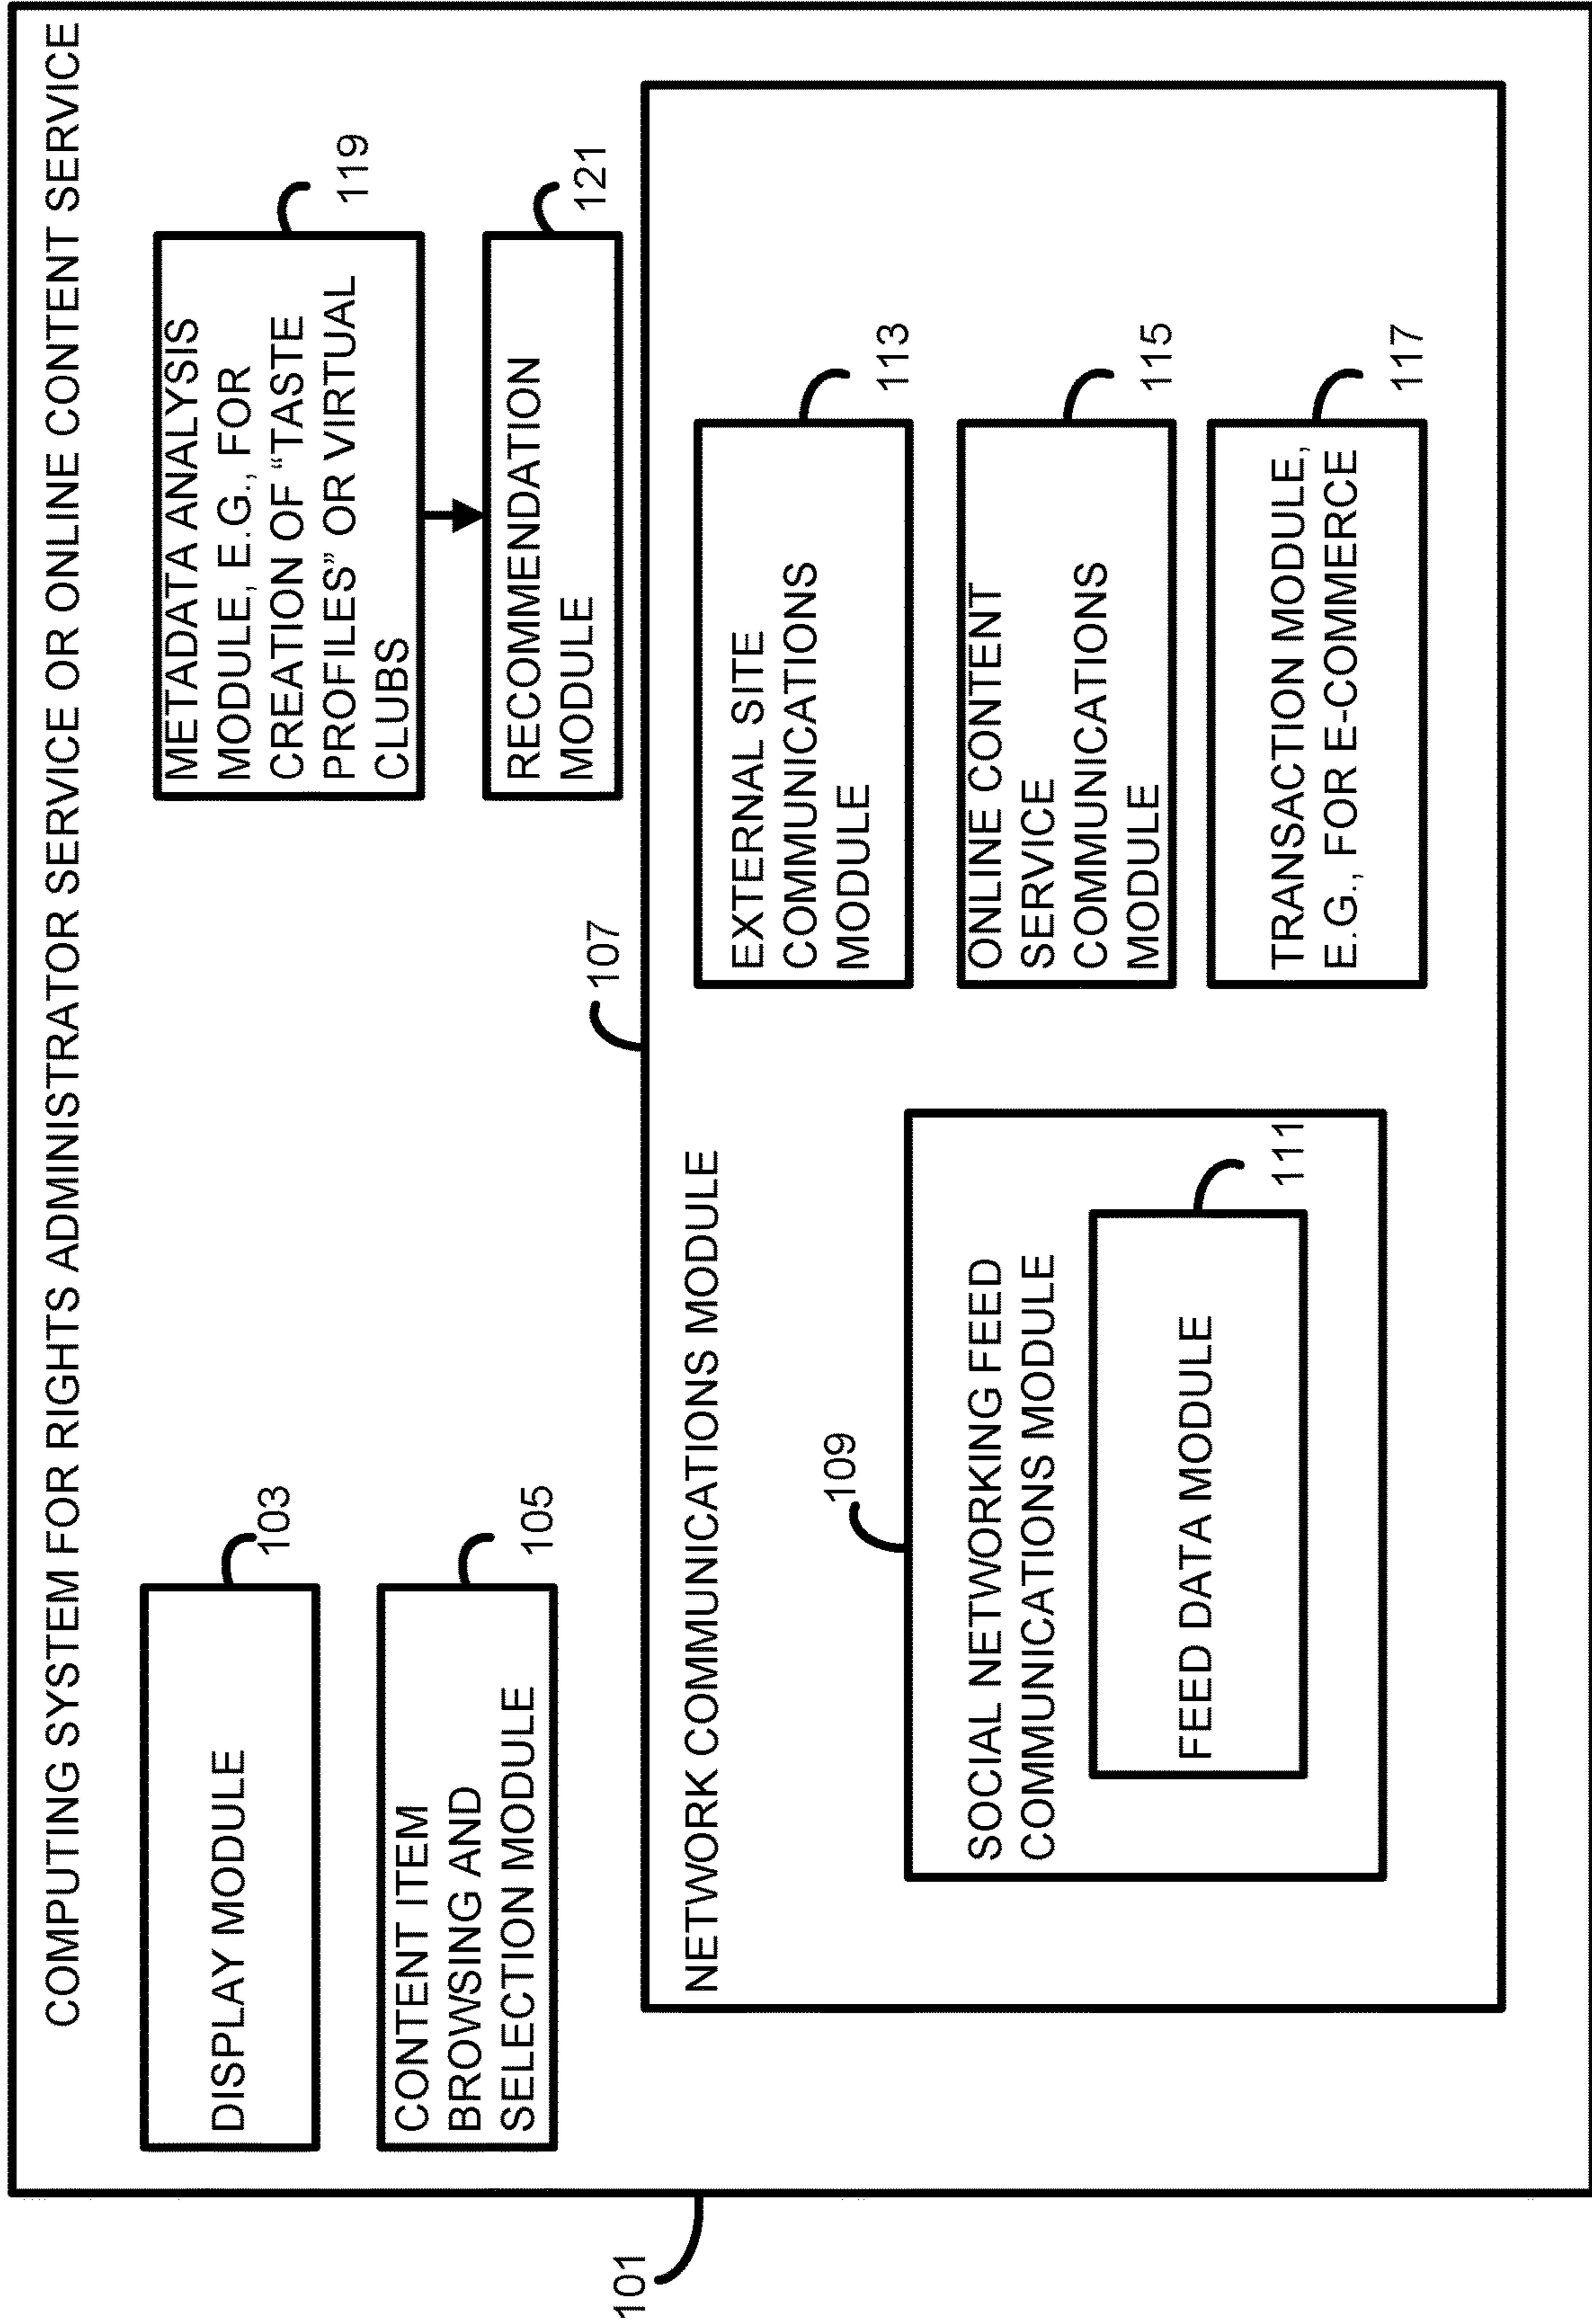 COMPUTING SYSTEM FOR RIGHTS ADMINISTRATOR SERVICE OR ONLINE CONTENT SERVICE
101
DISPLAY MODULE
103
CONTENT ITEM
BROWSING AND
SELECTION MODULE
105
METADATA ANALYSIS
MODULE, E.G., FOR
CREATION OF “TASTE
PROFILES” OR VIRTUAL
CLUBS
119
RECOMMENDATION
MODULE
121
107
NETWORK COMMUNICATIONS MODULE
109
SOCIAL NETWORKING FEED
COMMUNICATIONS MODULE
FEED DATA MODULE
111
EXTERNAL SITE
COMMUNICATIONS
MODULE
113
ONLINE CONTENT
SERVICE
COMMUNICATIONS
MODULE
115
TRANSACTION MODULE,
E.G., FOR E-COMMERCE
117